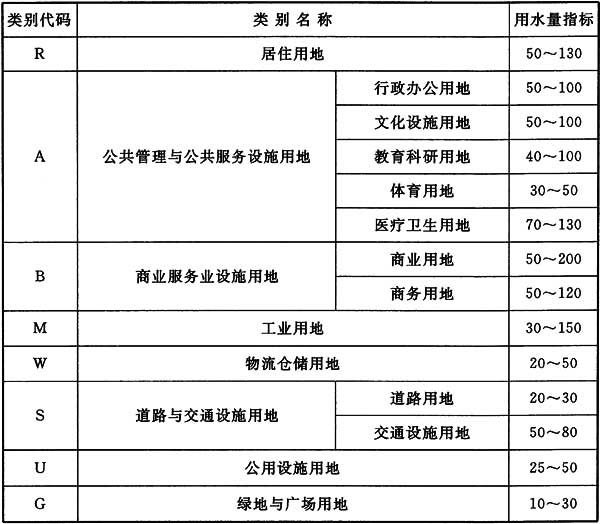 类别代码 类别名称 用水量指标
R 居住用地 50～130
A 公共管理与公共服务设施用地 行政办公用地 50～100
文化设施用地 50～100
教育科研用地 40～100
体育用地 30～50
医疗卫生用地 70～130
B 商业服务业设施用地 商业用地 50～200
商务用地 50～120
M 工业用地 30～150
W 物流仓储用地 20～50
S 道路与交通设施用地 道路用地 20～30
交通设施用地 50～80
U 公用设施用地 25～50
G 绿地与广场用地 10～30